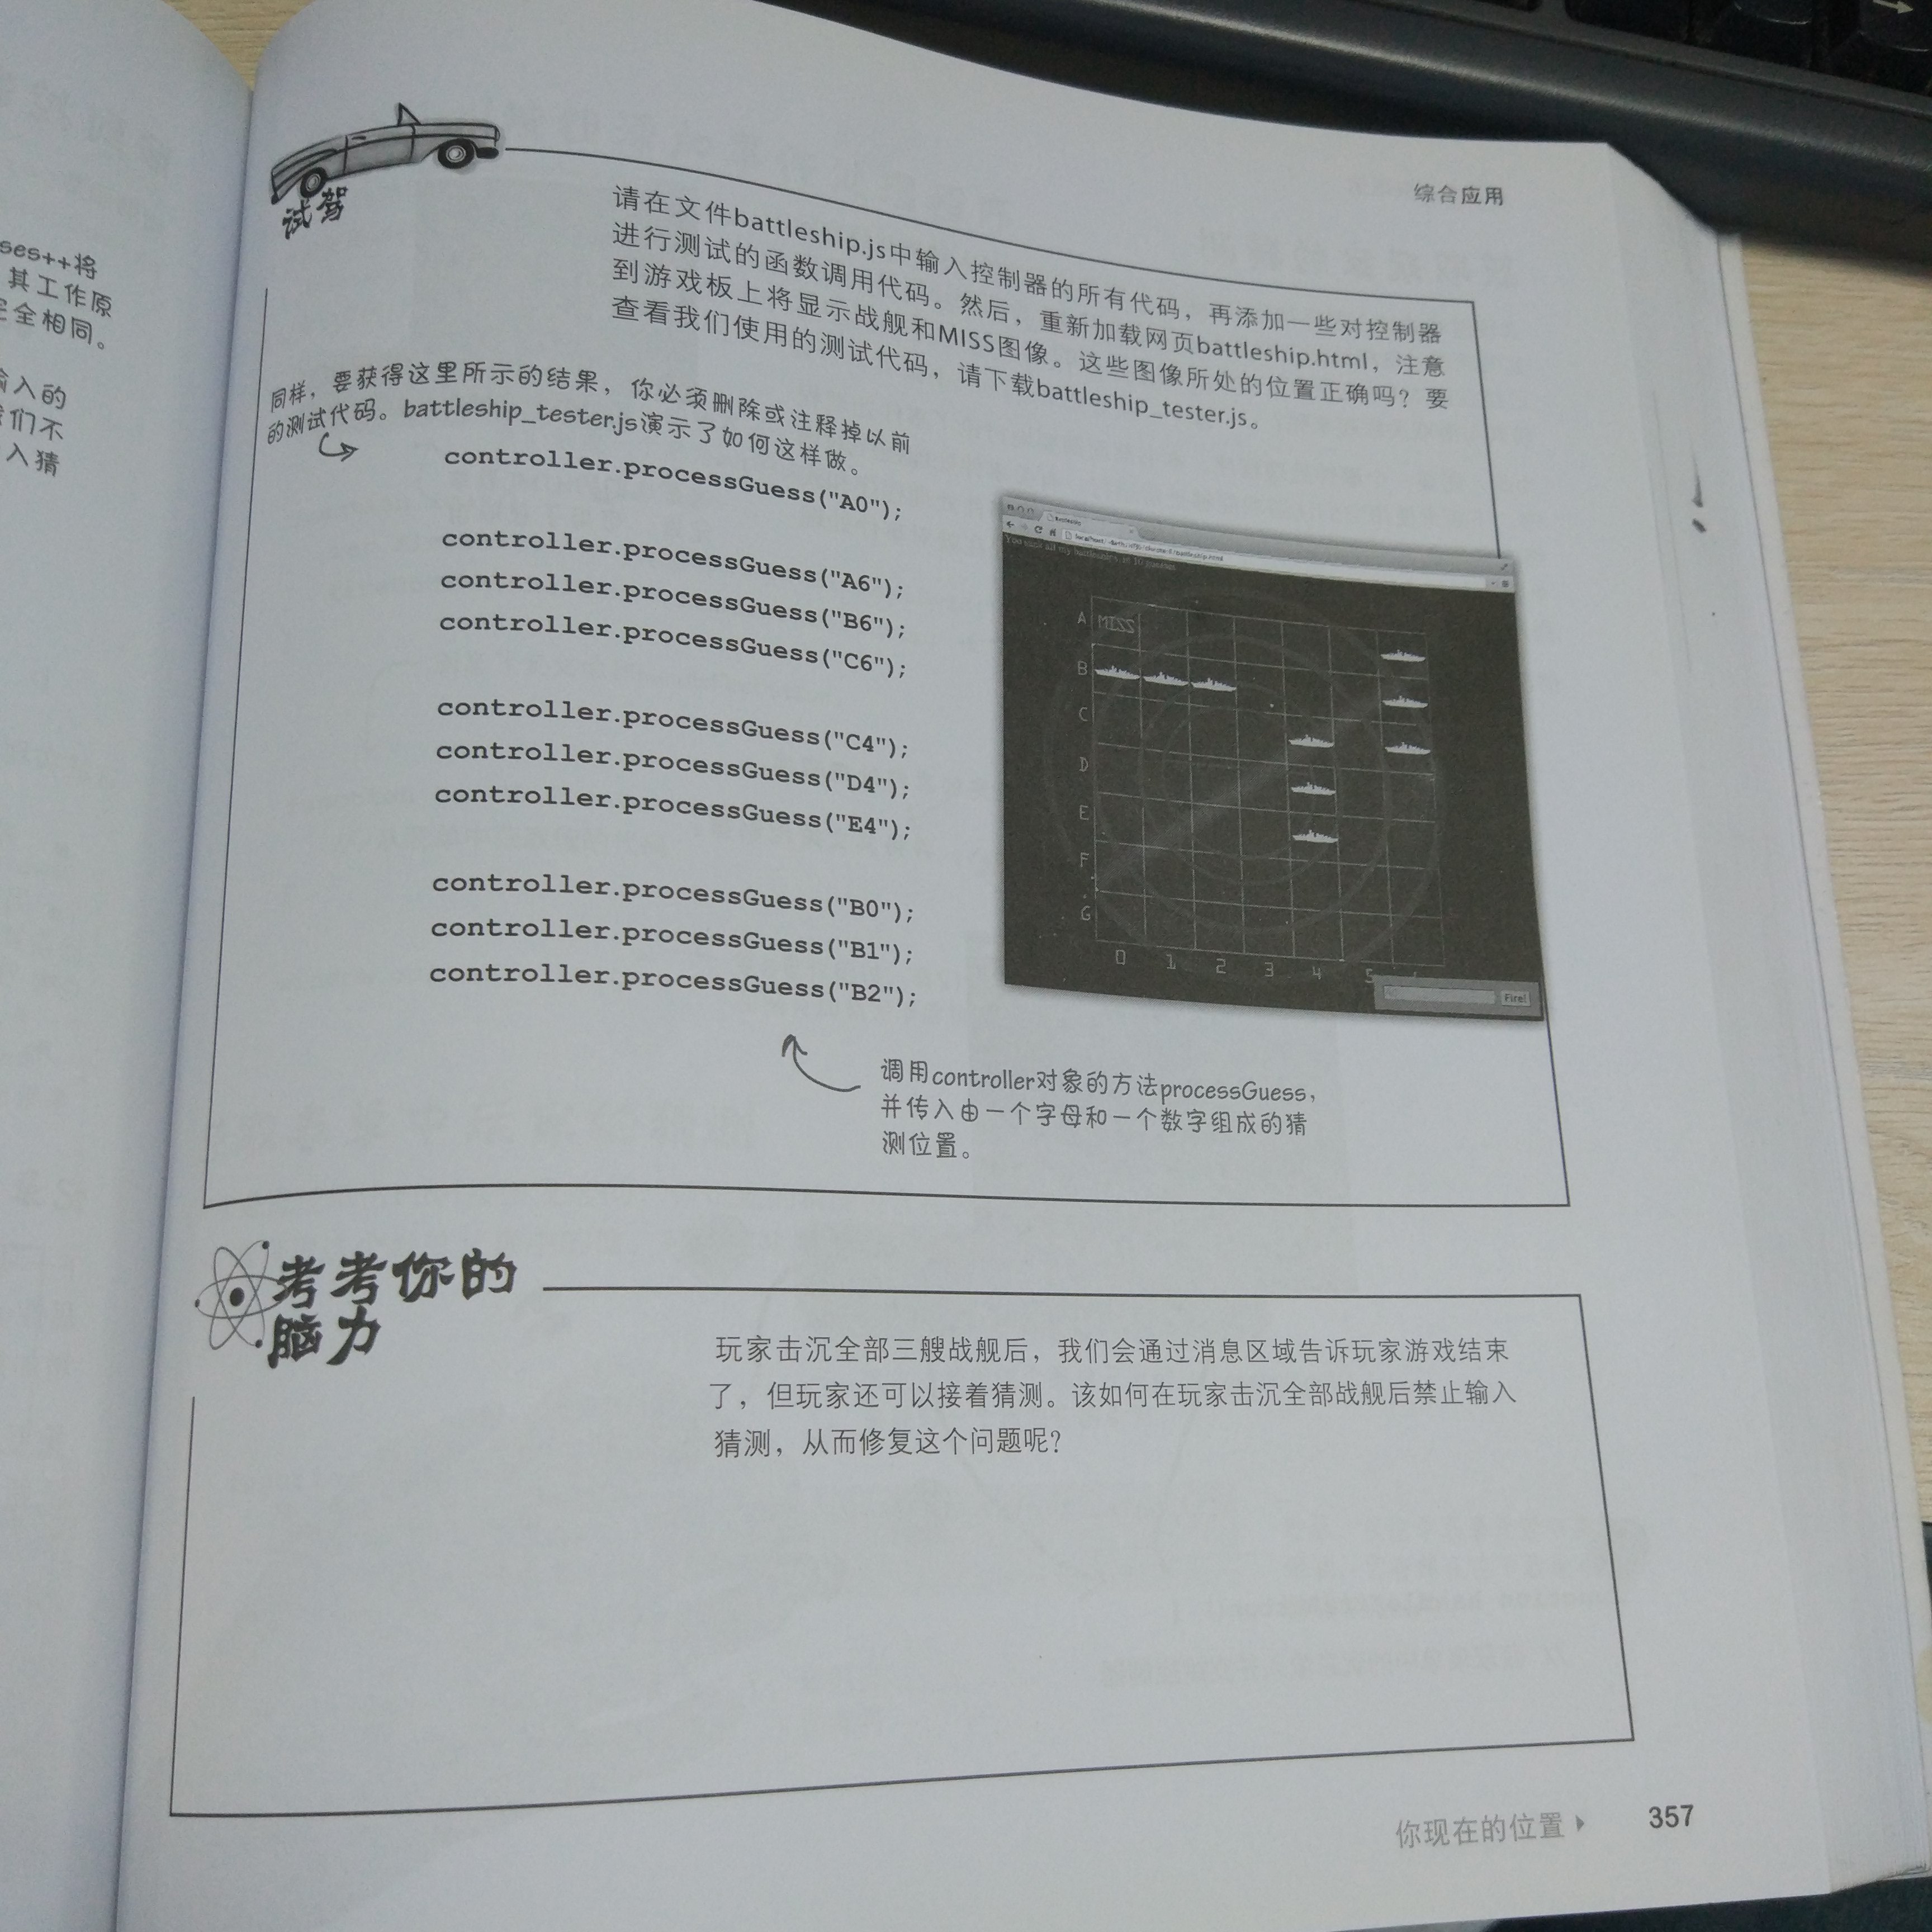 ses++将
其工作原
完全相同。
输入的
我们不
入猜
综合应用
试驾
请在文件battleship.js中输入控制器的所有代码，再添加一些对控制器
进行测试的函数调用代码。然后，重新加载网页battleship.html，注意
到游戏板上将显示战舰和MISS图像。这些图像所处的位置正确吗？要
查看我们使用的测试代码，请下载battleship_tester.js。
同样，要获得这里所示的结果，你必须删除或注释掉以前
的测试代码。battleship_tester.js演示了如何这样做。
controller.processGuess("A0");
controller.processGuess("A6");
controller.processGuess("B6");
controller.processGuess("C6");
controller.processGuess("C4");
controller.processGuess("D4");
controller.processGuess("E4");
controller.processGuess("B0");
controller.processGuess("B1");
controller.processGuess("B2");
A MISS
B
C
D
E
F
G
0 1 2 3 4 5
Fire!
调用controller对象的方法processGuess，
并传入由一个字母和一个数字组成的猜
测位置。
考考你的
脑力
玩家击沉全部三艘战舰后，我们会通过消息区域告诉玩家游戏结束
了，但玩家还可以接着猜测。该如何在玩家击沉全部战舰后禁止输入
猜测，从而修复这个问题呢？
你现在的位置 357